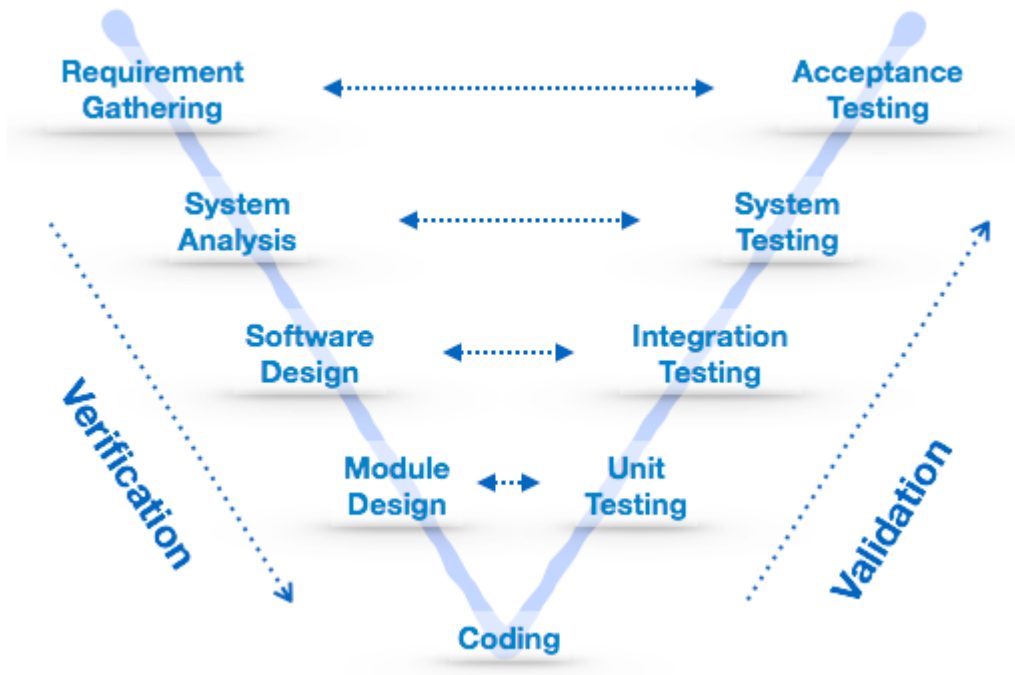 Requirement
Gathering
Acceptance
Testing
System
Analysis
System
Testing
Software
Design
Integration
Testing
Verification
Validation
Module
Design
Unit
Testing
Coding